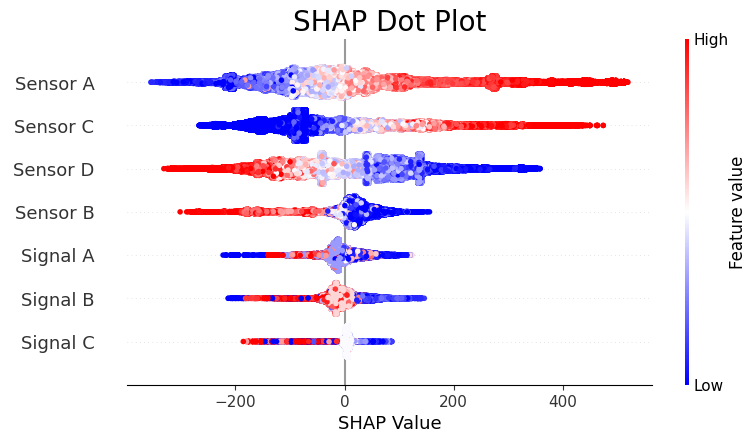 SHAP Dot Plot
High
Sensor A
Sensor C
Sensor D
Sensor B
Signal A
Signal B
Signal C
Feature value
Low
−200 0 200 400
SHAP Value